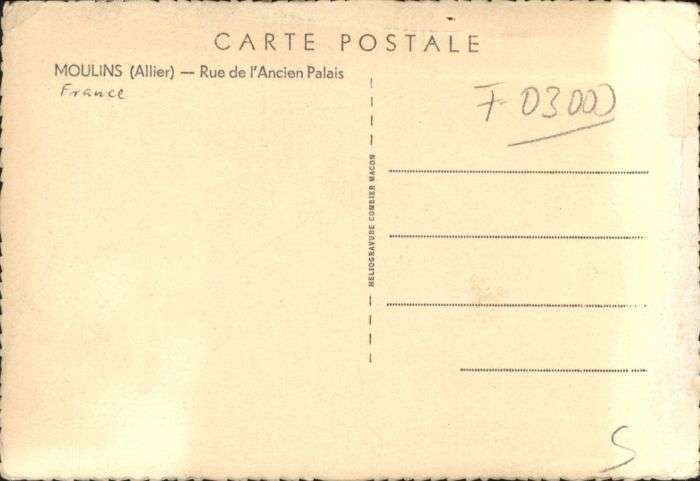 CARTE POSTALE
MOULINS (Allier) — Rue de l'Ancien Palais
France
F-03000
HELIOGRAVURE COMBIER MACON
S